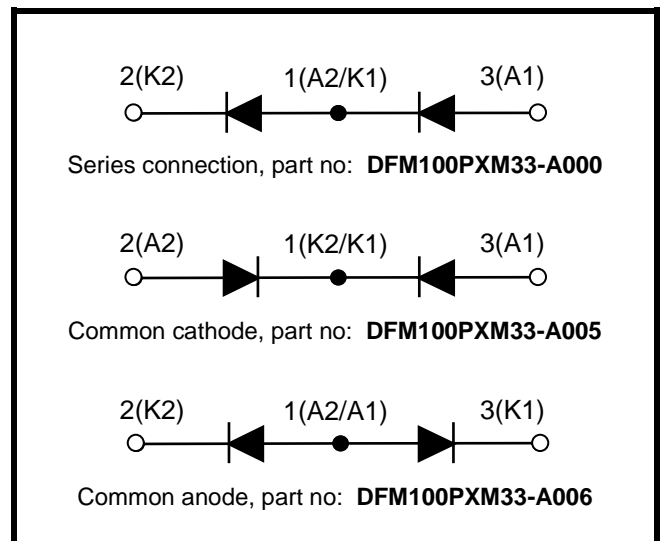 2(K2) 1(A2/K1) 3(A1)
Series connection, part no: DFM100PXM33-A000
2(A2) 1(K2/K1) 3(A1)
Common cathode, part no: DFM100PXM33-A005
2(K2) 1(A2/A1) 3(K1)
Common anode, part no: DFM100PXM33-A006